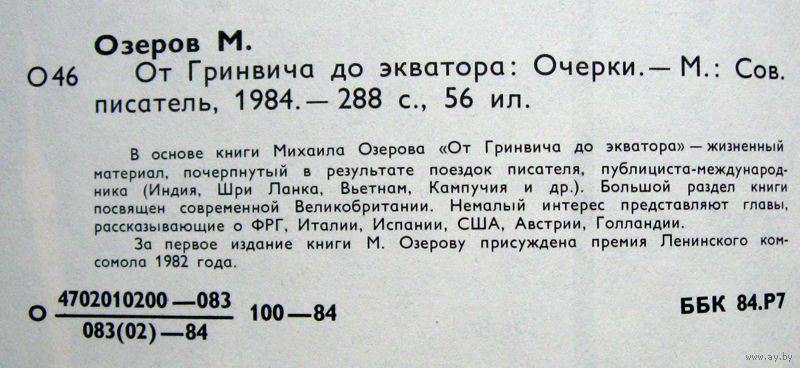 Озеров М.
О 46 От Гринвича до экватора: Очерки.— М.: Сов.
писатель, 1984.— 288 с., 56 ил.
В основе книги Михаила Озерова «От Гринвича до экватора» — жизненный
материал, почерпнутый в результате поездок писателя, публициста-международ-
ника (Индия, Шри Ланка, Вьетнам, Кампучия и др.). Большой раздел книги
посвящен современной Великобритании. Немалый интерес представляют главы,
рассказывающие о ФРГ, Италии, Испании, США, Австрии, Голландии.
За первое издание книги М. Озерову присуждена премия Ленинского ком-
сомола 1982 года.
О 4702010200—083
083(02)—84
100—84
ББК 84.Р7
www.ay.by